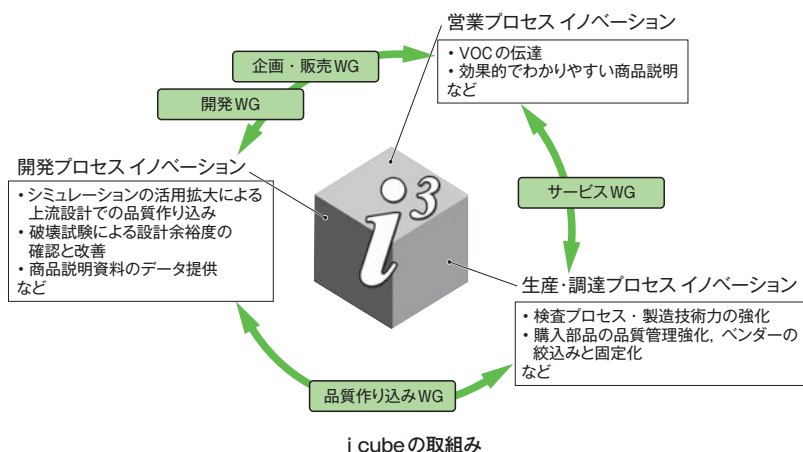 営業プロセス イノベーション
・VOCの伝達
・効果的でわかりやすい商品説明
など
企画・販売WG
開発WG
開発プロセス イノベーション
・シミュレーションの活用拡大による
上流設計での品質作り込み
・破壊試験による設計余裕度の
確認と改善
・商品説明資料のデータ提供
など
i3
サービスWG
生産・調達プロセス イノベーション
・検査プロセス・製造技術力の強化
・購入部品の品質管理強化，ベンダーの
絞込みと固定化
など
品質作り込みWG
i cubeの取組み